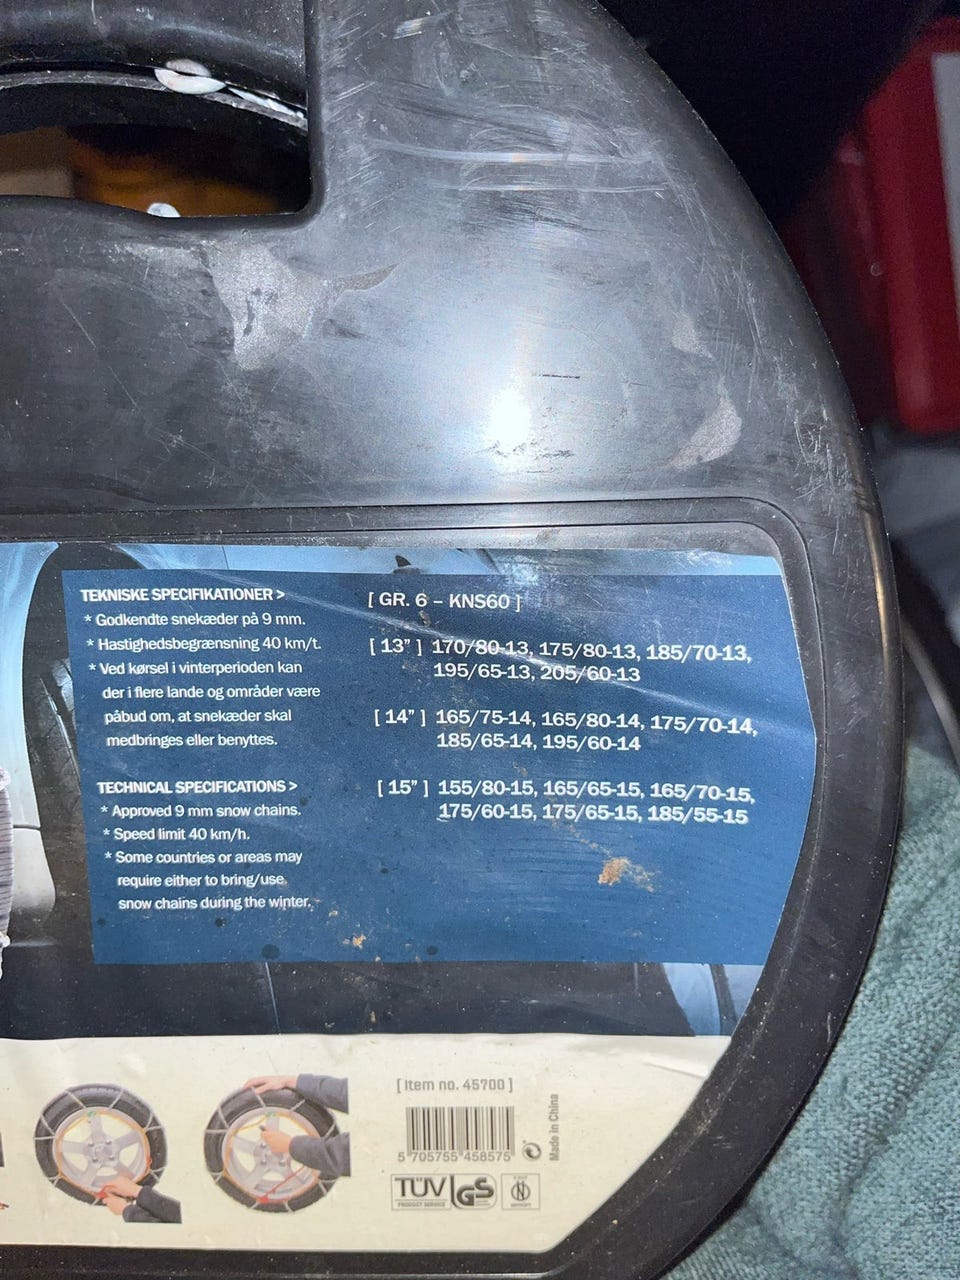 TEKNISKE SPECIFIKATIONER >
* Godkendte snekæder på 9 mm.
* Hastighedsbegrænsning 40 km/t.
* Ved kørsel i vinterperioden kan
der i flere lande og områder være
påbud om, at snekæder skal
medbringes eller benyttes.
TECHNICAL SPECIFICATIONS >
* Approved 9 mm snow chains.
* Speed limit 40 km/h.
* Some countries or areas may
require either to bring/use
snow chains during the winter.
[ GR. 6 – KNS60 ]
[ 13” ] 170/80-13, 175/80-13, 185/70-13,
195/65-13, 205/60-13
[ 14” ] 165/75-14, 165/80-14, 175/70-14,
185/65-14, 195/60-14
[ 15” ] 155/80-15, 165/65-15, 165/70-15,
175/60-15, 175/65-15, 185/55-15
[ Item no. 45700 ]
5 705755 458575
Made in China
TÜV
PRODUCT SERVICE
GS